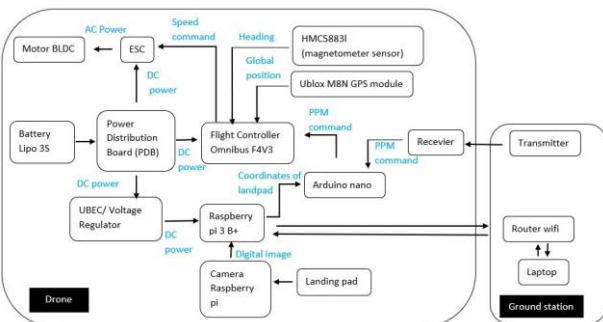 AC Power
Speed
command
Heading
HMC5883l
(magnetometer sensor)
Motor BLDC
ESC
Global
position
Ublox M8N GPS module
DC
power
PPM
command
Battery
Lipo 3S
Power
Distribution
Board (PDB)
DC
power
Flight Controller
Omnibus F4V3
PPM
command
Recevier
Transmitter
DC power
Coordinates of
landpad
Arduino nano
UBEC/ Voltage
Regulator
DC
power
Raspberry
pi 3 B+
Router wifi
Digital image
Camera
Raspberry
pi
Landing pad
Laptop
Drone
Ground station